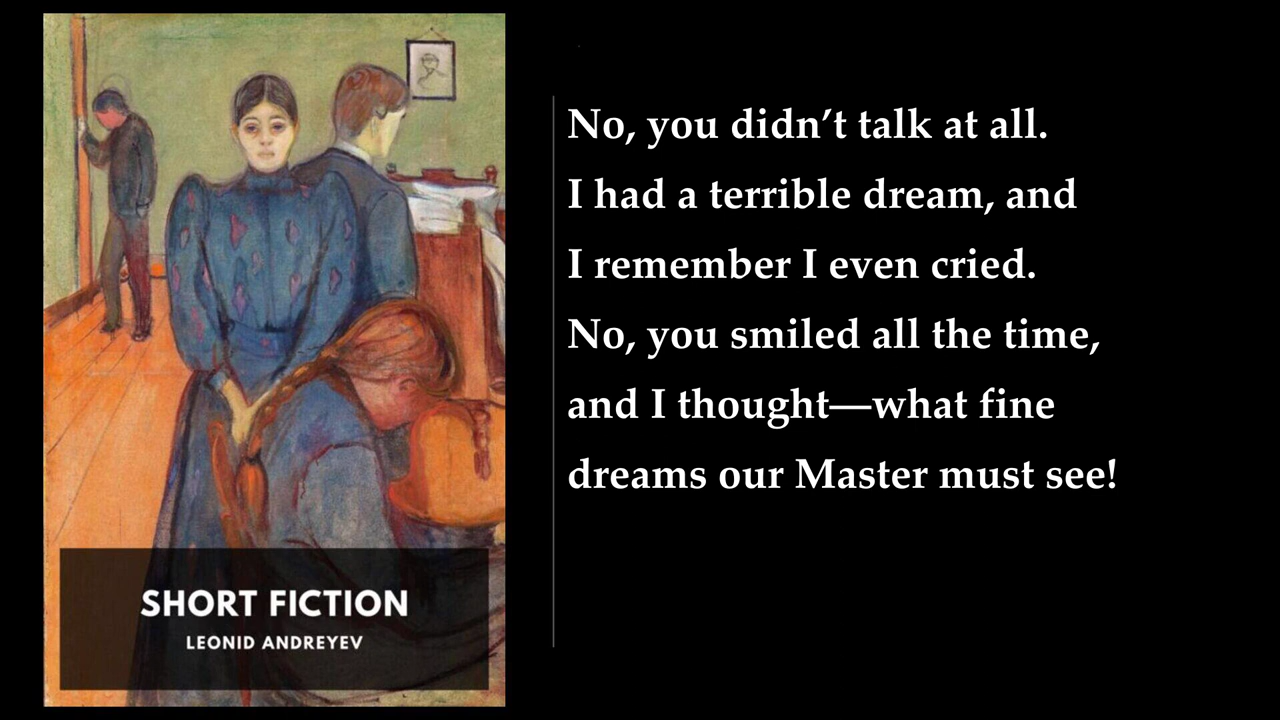 SHORT FICTION
LEONID ANDREYEV
No, you didn’t talk at all.
I had a terrible dream, and
I remember I even cried.
No, you smiled all the time,
and I thought—what fine
dreams our Master must see!